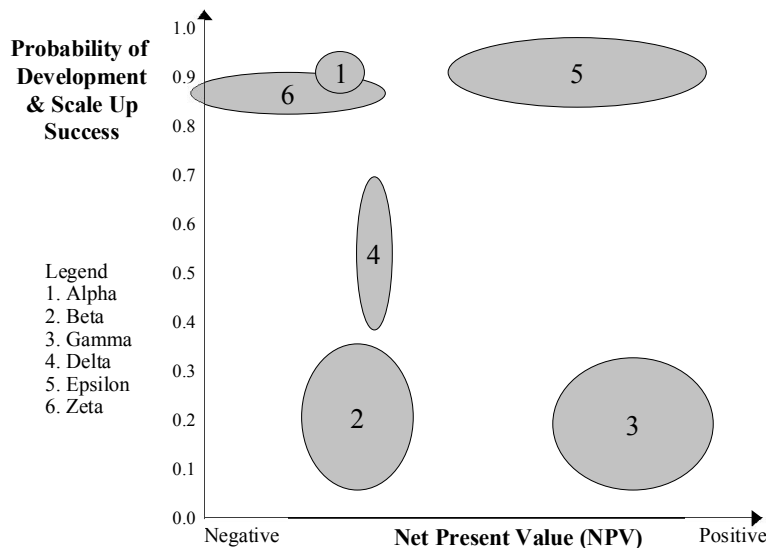 Probability of
Development
& Scale Up
Success
1.0
0.9
0.8
0.7
0.6
0.5
0.4
0.3
0.2
0.1
0.0
1
6
5
4
2
3
Legend
1. Alpha
2. Beta
3. Gamma
4. Delta
5. Epsilon
6. Zeta
Negative
Net Present Value (NPV)
Positive